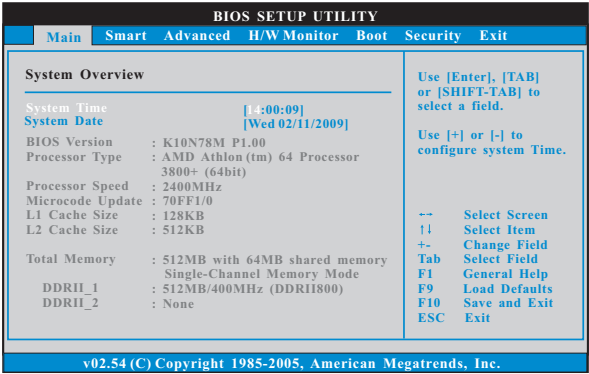 BIOS SETUP UTILITY
Main Smart Advanced H/W Monitor Boot Security Exit
System Overview
System Time [14:00:09]
System Date [Wed 02/11/2009]
BIOS Version : K10N78M P1.00
Processor Type : AMD Athlon (tm) 64 Processor
3800+ (64bit)
Processor Speed : 2400MHz
Microcode Update : 70FF1/0
L1 Cache Size : 128KB
L2 Cache Size : 512KB
Total Memory : 512MB with 64MB shared memory
Single-Channel Memory Mode
DDRII_1 : 512MB/400MHz (DDRII800)
DDRII_2 : None
Use [Enter], [TAB]
or [SHIFT-TAB] to
select a field.
Use [+] or [-] to
configure system Time.
←→ Select Screen
↑↓ Select Item
+- Change Field
Tab Select Field
F1 General Help
F9 Load Defaults
F10 Save and Exit
ESC Exit
v02.54 (C) Copyright 1985-2005, American Megatrends, Inc.